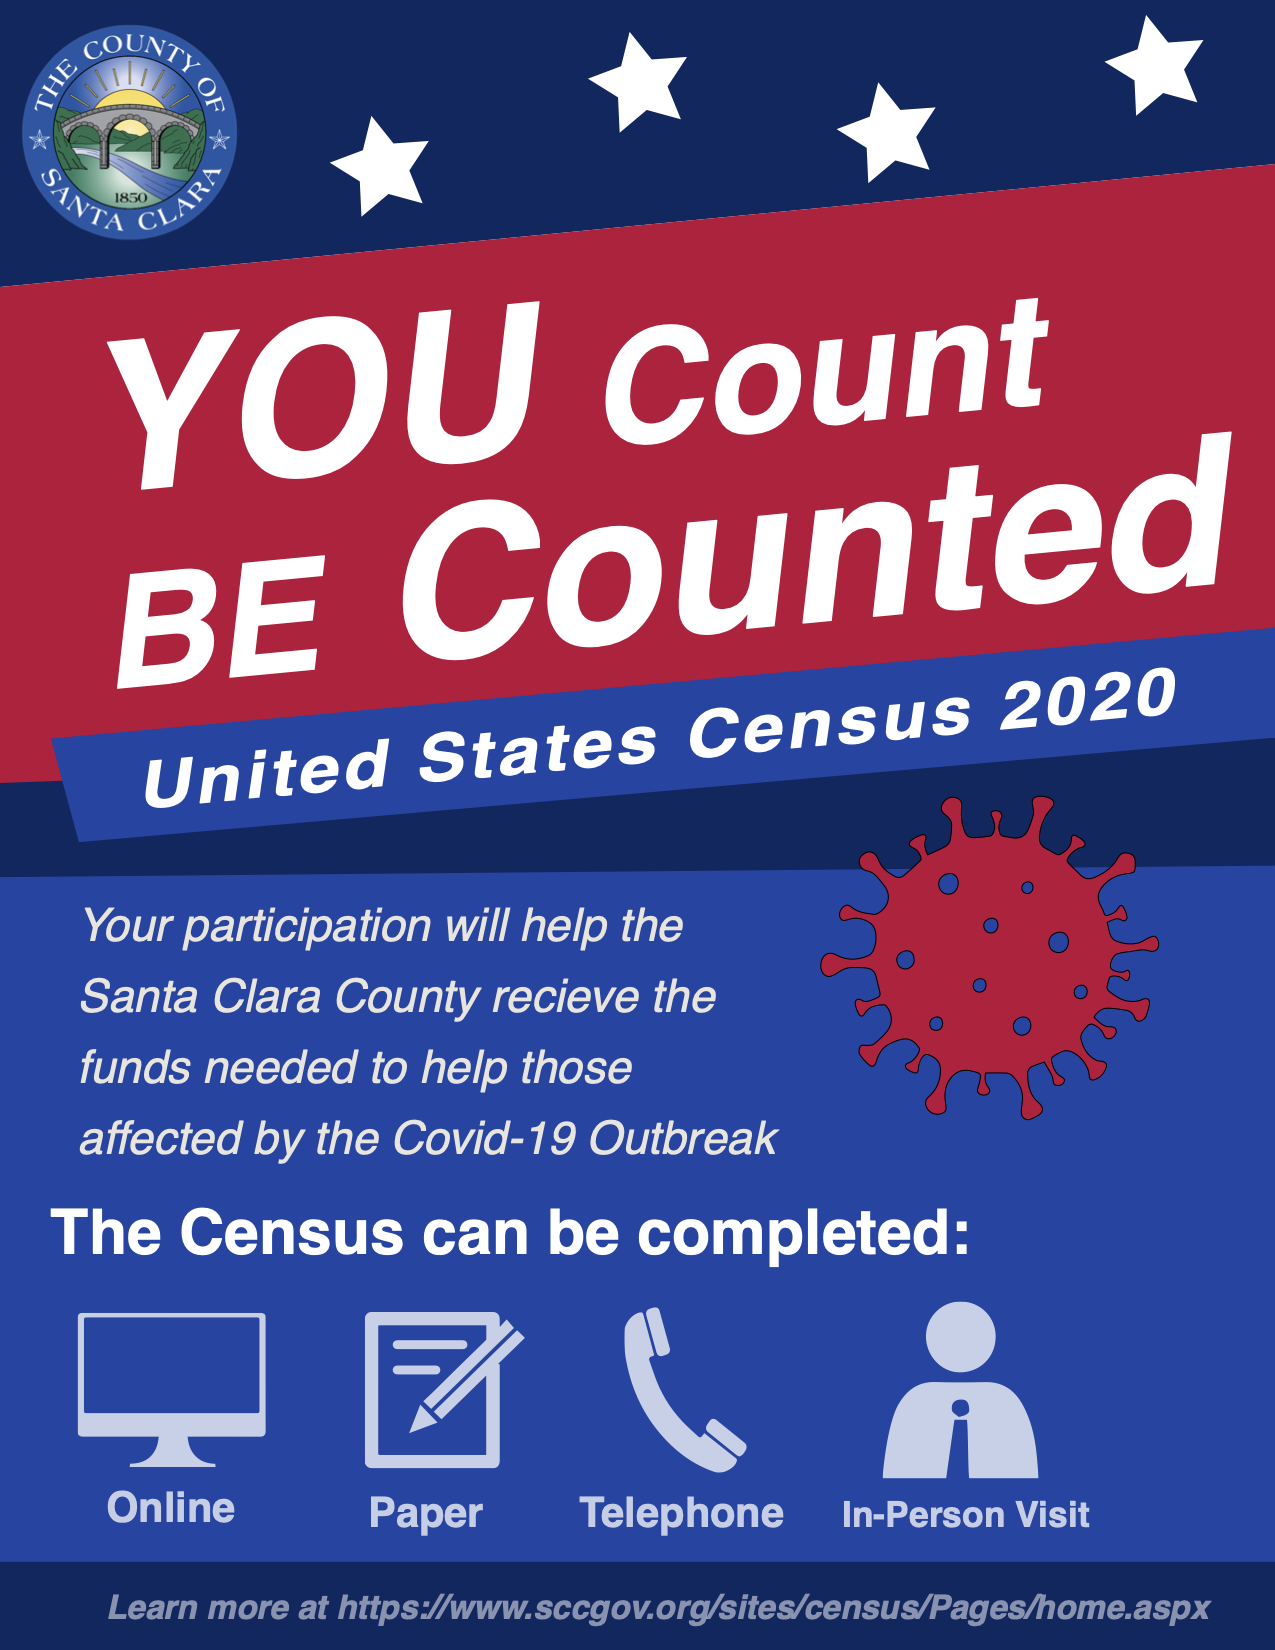 THE COUNTY OF
SANTA CLARA
1850
YOU Count
BE Counted
United States Census 2020
Your participation will help the
Santa Clara County recieve the
funds needed to help those
affected by the Covid-19 Outbreak
The Census can be completed:
Online
Paper
Telephone
In-Person Visit
Learn more at https://www.sccgov.org/sites/census/Pages/home.aspx